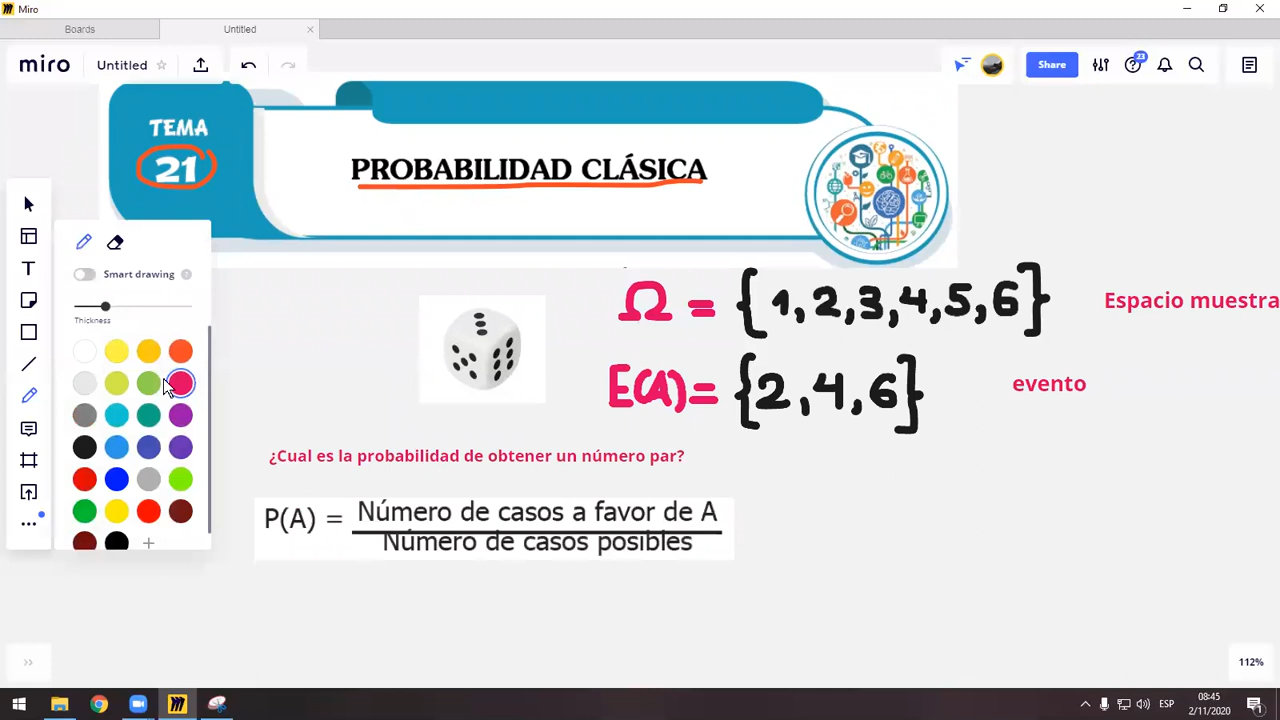 Miro
Boards
Untitled
miro
Untitled
Share
23
TEMA
21
PROBABILIDAD CLÁSICA
Smart drawing
?
Thickness
Ω = {1,2,3,4,5,6}
Espacio muestra
E(A)= {2,4,6}
evento
¿Cual es la probabilidad de obtener un número par?
P(A) = Número de casos a favor de A
Número de casos posibles
112%
ESP
08:45
2/11/2020
1